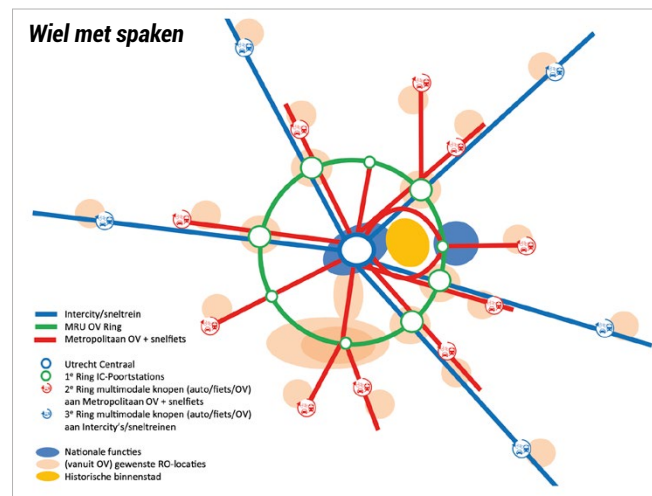 Wiel met spaken
Intercity/sneltrein
MRU OV Ring
Metropolitaan OV + snelfiets
Utrecht Centraal
1e Ring IC-Poortstations
2e Ring multimodale knopen (auto/fiets/OV)
aan Metropolitaan OV + snelfiets
3e Ring multimodale knopen (auto/fiets/OV)
aan Intercity's/sneltreinen
Nationale functies
(vanuit OV) gewenste RO-locaties
Historische binnenstad